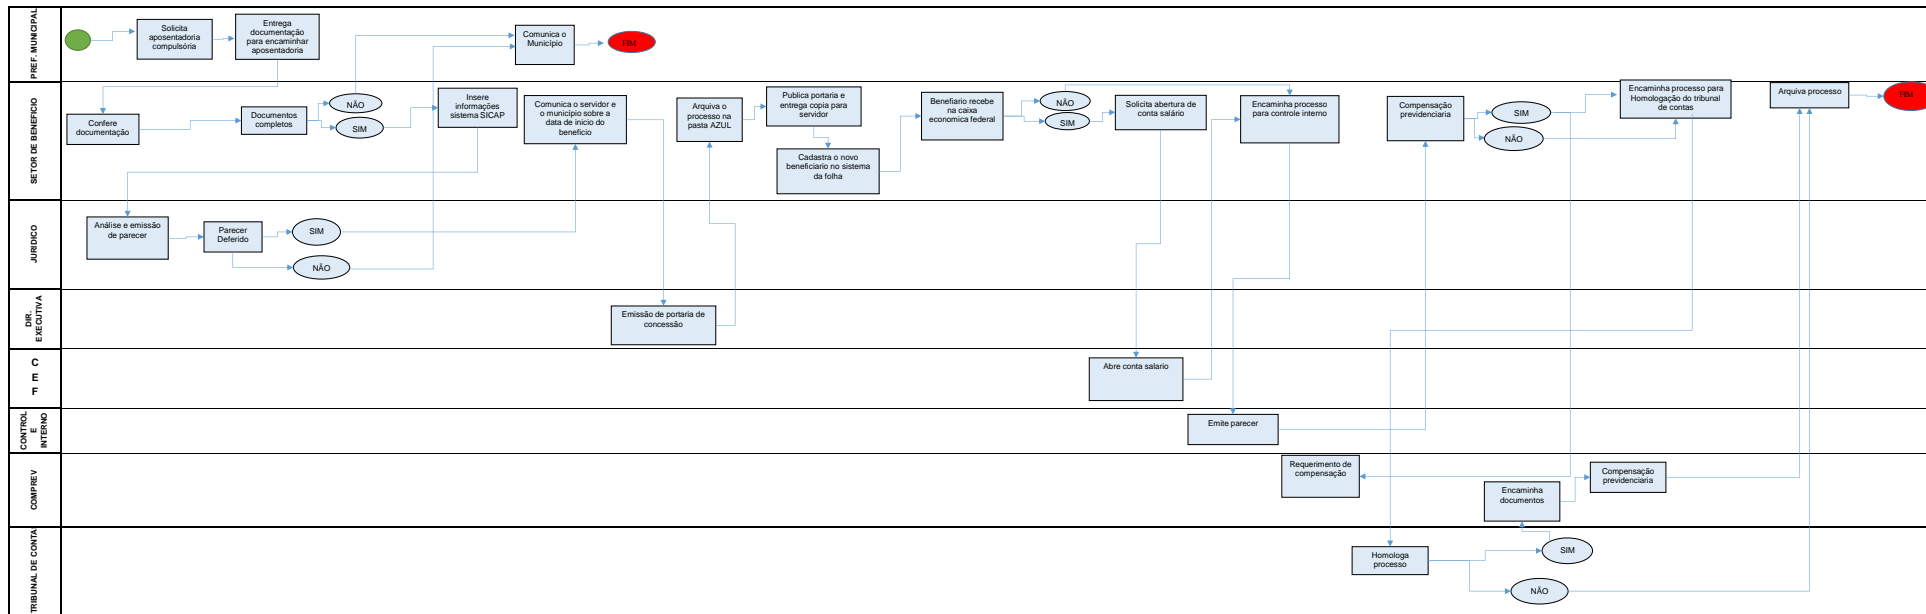 PREF. MUNICIPAL
Solicita
aposentadoria
compulsória
Entrega
documentação
para encaminhar
aposentadoria
Comunica o
Município
FIM
SETOR DE BENEFICIO
Confere
documentação
Documentos
completos
NÃO
SIM
Insere
informações
sistema SICAP
Comunica o servidor e
o município sobre a
data de inicio do
beneficio
Arquiva o
processo na
pasta AZUL
Publica portaria e
entrega copia para
servidor
Cadastra o novo
beneficiario no sistema
da folha
Benefiario recebe
na caixa
economica federal
NÃO
SIM
Solicita abertura de
conta salário
Encaminha processo
para controle interno
Compensação
previdenciaria
SIM
NÃO
Encaminha processo para
Homologação do tribunal
de contas
Arquiva processo
FIM
JURIDICO
Análise e emissão
de parecer
Parecer
Deferido
SIM
NÃO
DIR.
EXECUTIVA
Emissão de portaria de
concessão
C
E
F
Abre conta salario
CONTROL
E
INTERNO
Emite parecer
COMPREV
Requerimento de
compensação
Encaminha
documentos
Compensação
previdenciaria
TRIBUNAL DE CONTA
Homologa
processo
SIM
NÃO